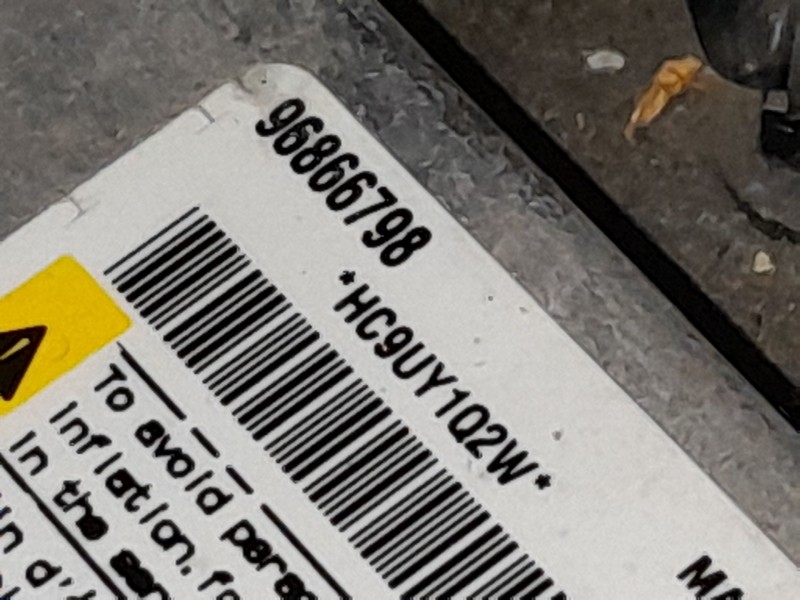 96866798
*HC9UY1Q2W*
To avoid
inflation,
in the
d'